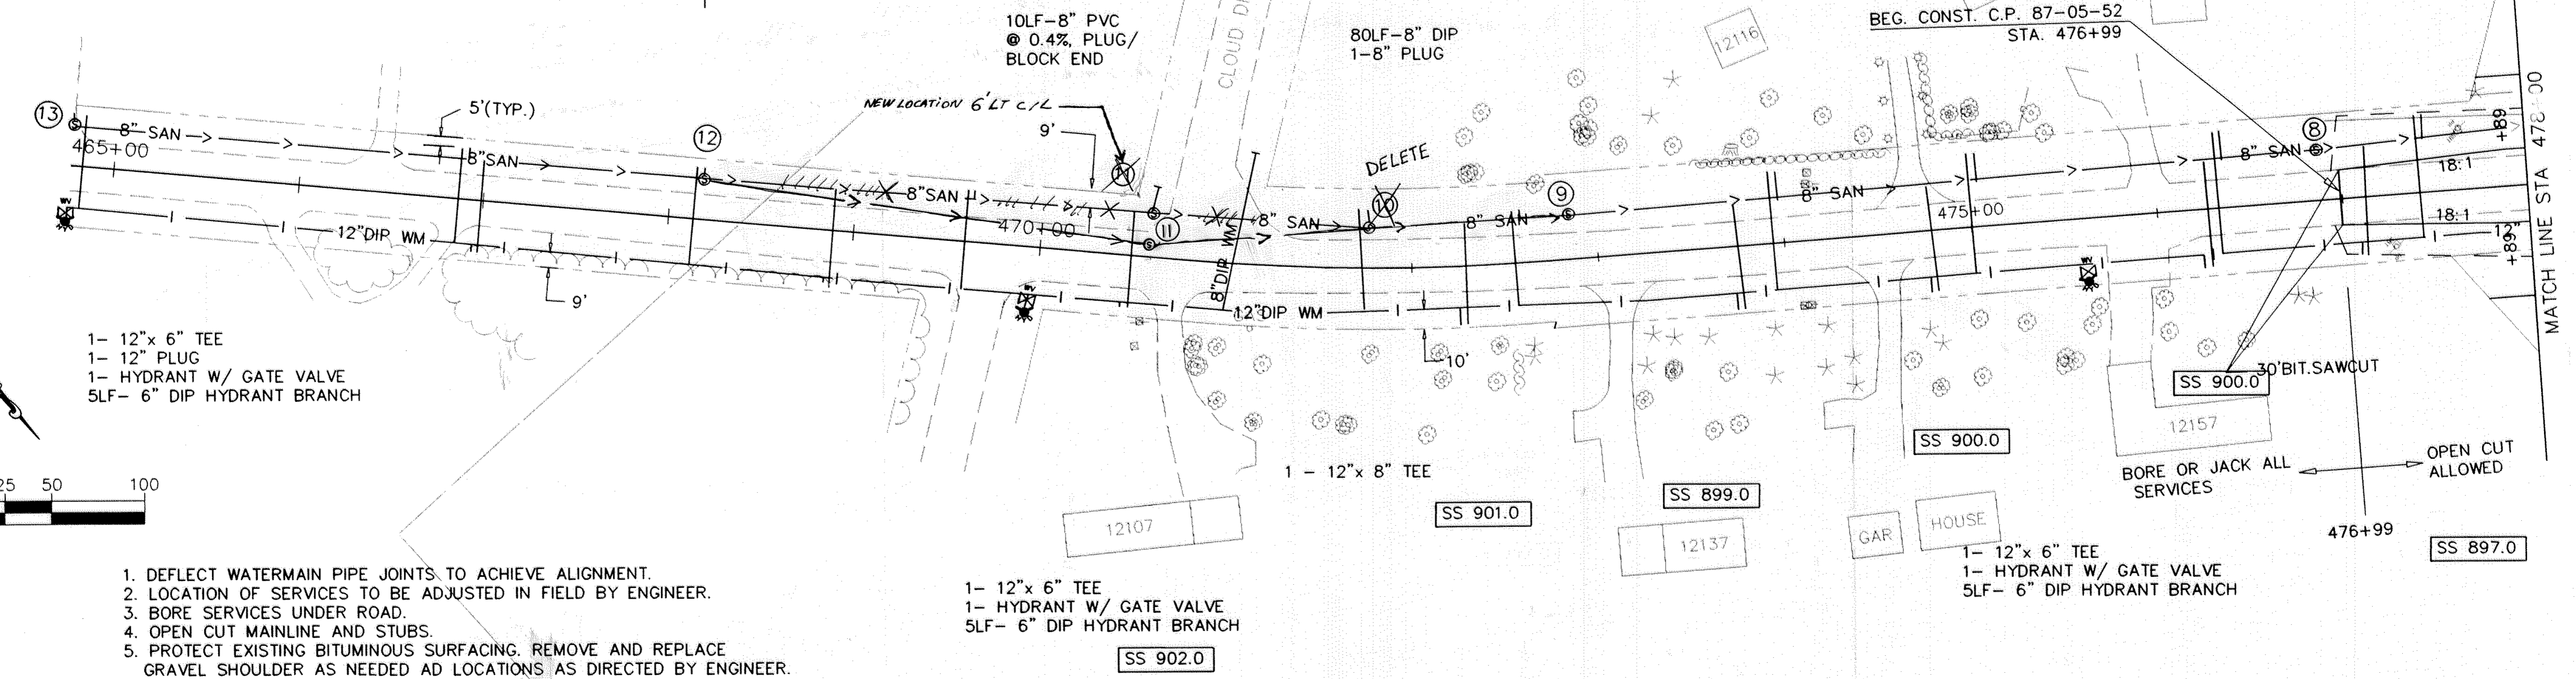 10LF-8" PVC
@ 0.4%, PLUG/
BLOCK END
CLOUD
80LF-8" DIP
1-8" PLUG
12116
BEG. CONST. C.P. 87-05-52
STA. 476+99
MATCH LINE STA 478+00
13
8" SAN
465+00
5'(TYP.)
8"SAN
12
NEW LOCATION 6' LT C/L
9'
11
8"SAN
470+00
11
8" SAN
DELETE
10
8" SAN
9
8" SAN
475+00
8
8" SAN
+89
18:1
18:1
12"
+89
WV
12"DIP WM
9'
WV
8"DIP WM
12"DIP WM
10'
WV
30'BIT.SAWCUT
SS 900.0
12157
1- 12"x 6" TEE
1- 12" PLUG
1- HYDRANT W/ GATE VALVE
5LF- 6" DIP HYDRANT BRANCH
25 50 100
1 - 12"x 8" TEE
SS 901.0
SS 899.0
SS 900.0
BORE OR JACK ALL
SERVICES
OPEN CUT
ALLOWED
476+99
SS 897.0
12107
12137
GAR
HOUSE
1. DEFLECT WATERMAIN PIPE JOINTS TO ACHIEVE ALIGNMENT.
2. LOCATION OF SERVICES TO BE ADJUSTED IN FIELD BY ENGINEER.
3. BORE SERVICES UNDER ROAD.
4. OPEN CUT MAINLINE AND STUBS.
5. PROTECT EXISTING BITUMINOUS SURFACING. REMOVE AND REPLACE
GRAVEL SHOULDER AS NEEDED AD LOCATIONS AS DIRECTED BY ENGINEER.
1- 12"x 6" TEE
1- HYDRANT W/ GATE VALVE
5LF- 6" DIP HYDRANT BRANCH
SS 902.0
1- 12"x 6" TEE
1- HYDRANT W/ GATE VALVE
5LF- 6" DIP HYDRANT BRANCH